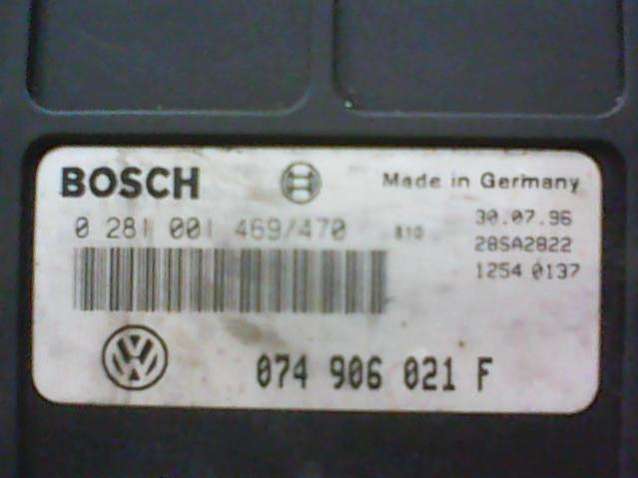 BOSCH
Made in Germany
0 281 001 469/470
810
30.07.96
28SA2822
1254 0137
074 906 021 F